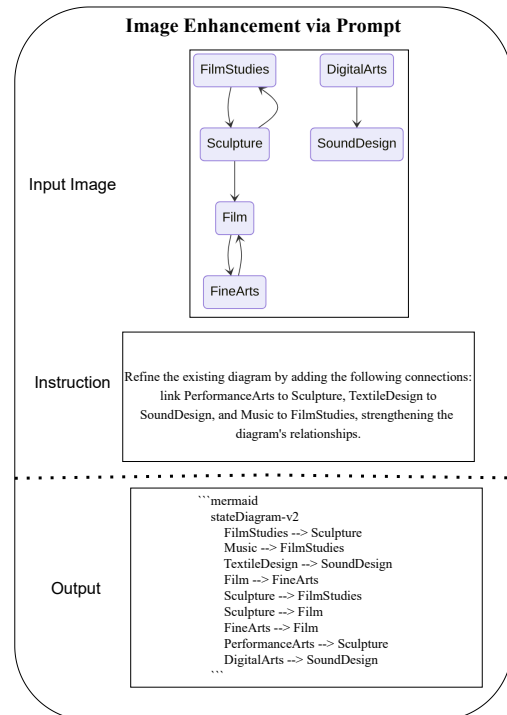 Image Enhancement via Prompt
FilmStudies
DigitalArts
Sculpture
SoundDesign
Film
FineArts
Input Image
Instruction
Refine the existing diagram by adding the following connections:
link PerformanceArts to Sculpture, TextileDesign to
SoundDesign, and Music to FilmStudies, strengthening the
diagram's relationships.
Output
```mermaid
stateDiagram-v2
FilmStudies --> Sculpture
Music --> FilmStudies
TextileDesign --> SoundDesign
Film --> FineArts
Sculpture --> FilmStudies
Sculpture --> Film
FineArts --> Film
PerformanceArts --> Sculpture
DigitalArts --> SoundDesign
```